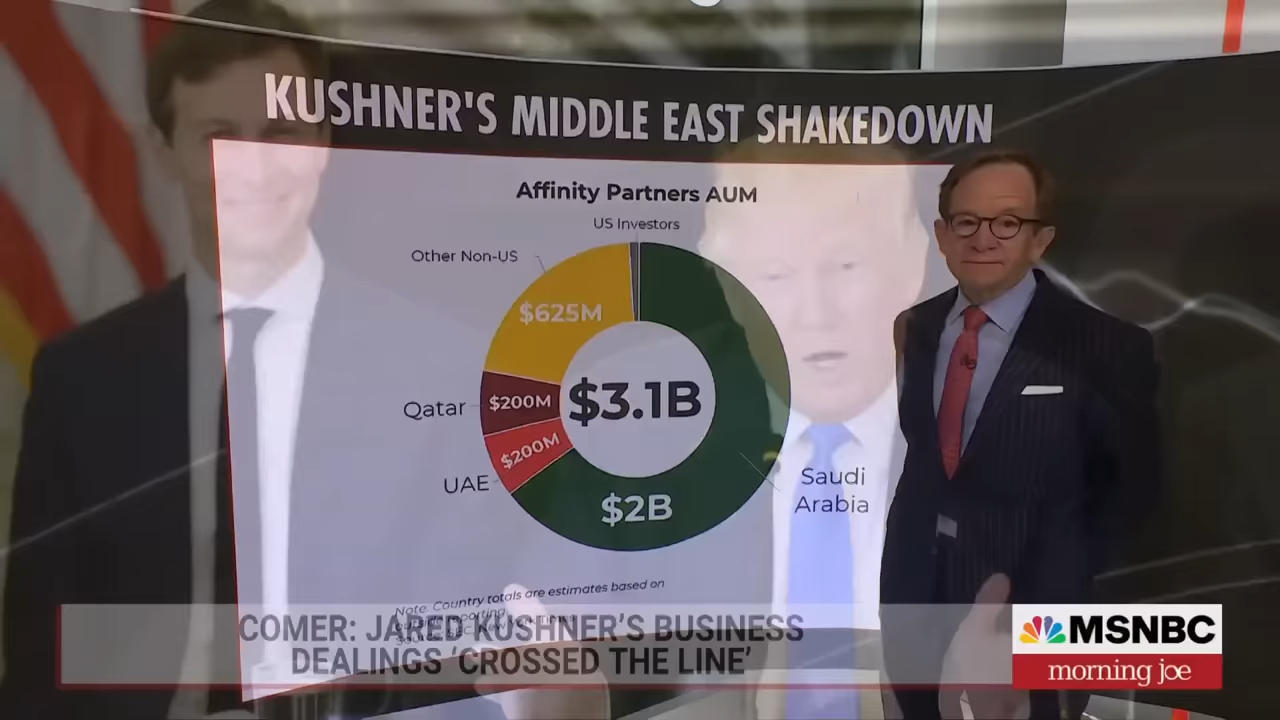 KUSHNER'S MIDDLE EAST SHAKEDOWN
Affinity Partners AUM
US Investors
Other Non-US
$625M
Qatar
$200M
$3.1B
$200M
UAE
Saudi
Arabia
$2B
Note: Country totals are estimates based on
COMER: JARED KUSHNER'S BUSINESS
DEALINGS ‘CROSSED THE LINE’
MSNBC
morning joe